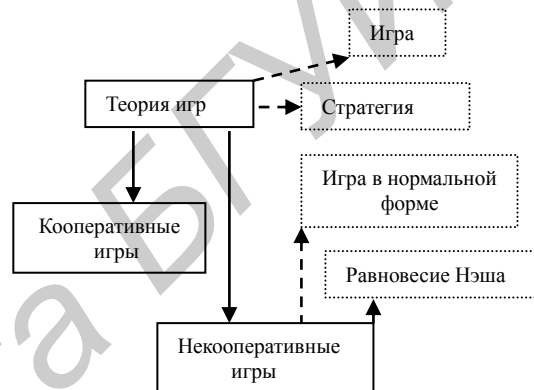 Игра
Теория игр
Стратегия
Игра в нормальной
форме
Кооперативные
игры
Равновесие Нэша
Некооперативные
игры